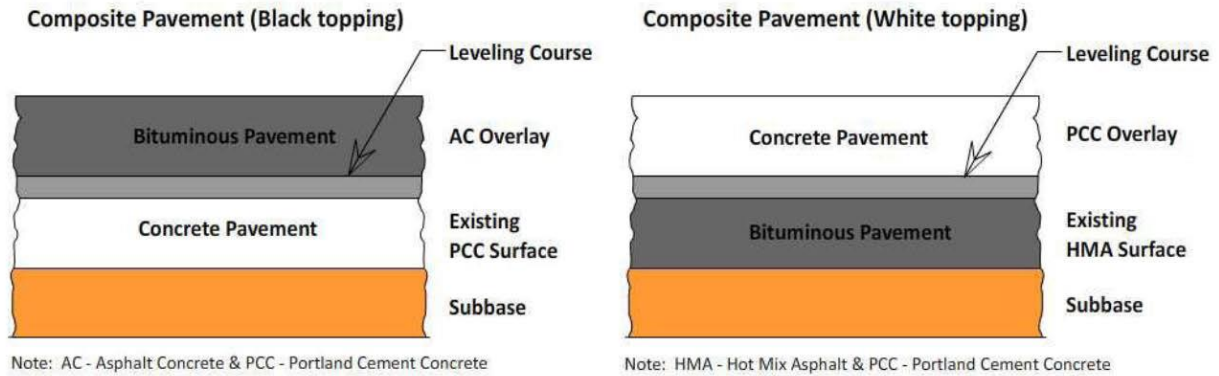 Composite Pavement (Black topping)
Leveling Course
Bituminous Pavement
AC Overlay
Concrete Pavement
Existing
PCC Surface
Subbase
Note: AC - Asphalt Concrete & PCC - Portland Cement Concrete
Composite Pavement (White topping)
Leveling Course
Concrete Pavement
PCC Overlay
Bituminous Pavement
Existing
HMA Surface
Subbase
Note: HMA - Hot Mix Asphalt & PCC - Portland Cement Concrete